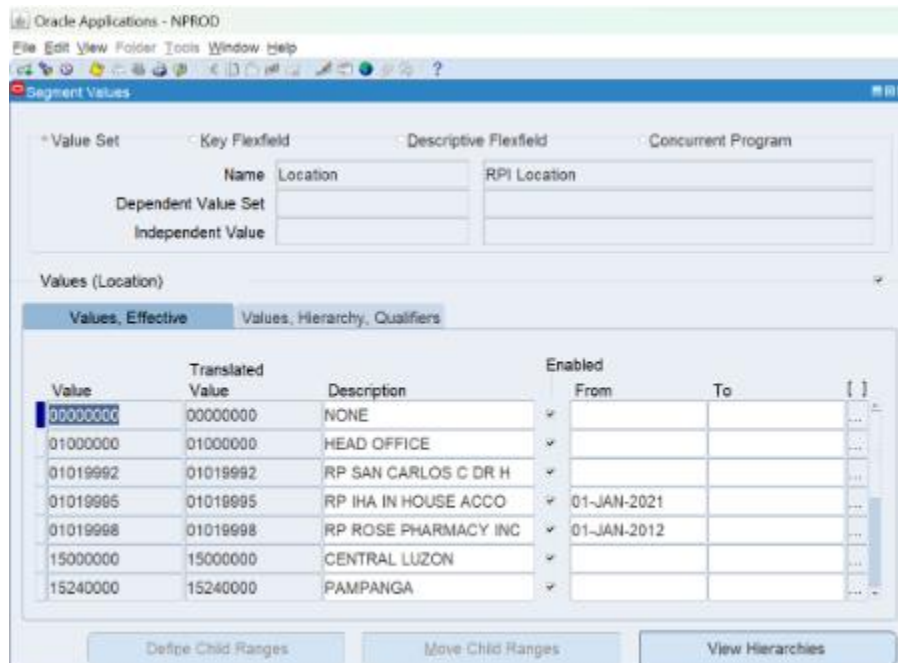 Oracle Applications - NPROD
File Edit View Folder Tools Window Help
?
Segment Values
Value Set Key Flexfield Descriptive Flexfield Concurrent Program
Name Location RPI Location
Dependent Value Set
Independent Value
Values (Location)
Values, Effective Values, Hierarchy, Qualifiers
Translated Enabled
Value Value Description From To [ ]
00000000 00000000 NONE ...
01000000 01000000 HEAD OFFICE ...
01019992 01019992 RP SAN CARLOS C DR H ...
01019995 01019995 RP IHA IN HOUSE ACCO 01-JAN-2021 ...
01019998 01019998 RP ROSE PHARMACY INC 01-JAN-2012 ...
15000000 15000000 CENTRAL LUZON ...
15240000 15240000 PAMPANGA ...
Define Child Ranges Move Child Ranges View Hierarchies